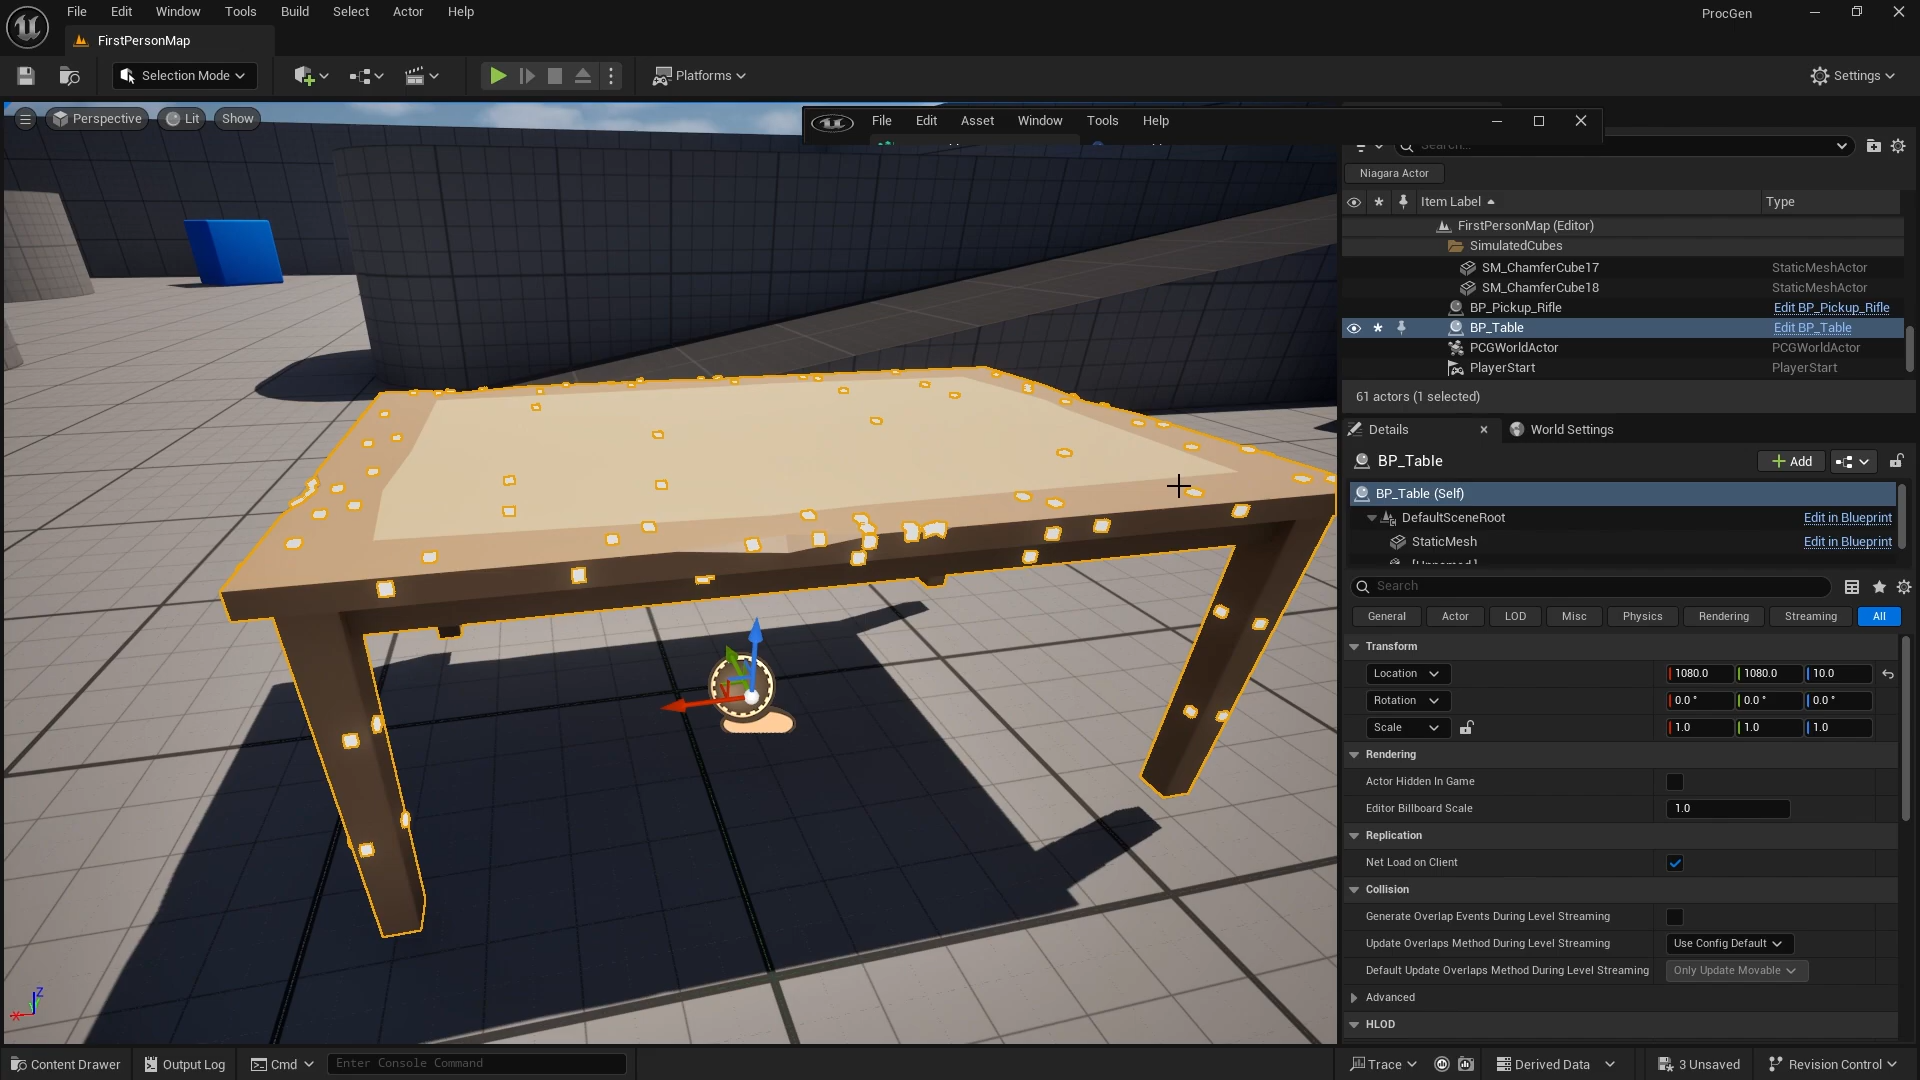 File Edit Window Tools Build Select Actor Help
ProcGen
FirstPersonMap
Selection Mode
Platforms
Settings
Perspective
Lit
Show
File Edit Asset Window Tools Help
Search...
Niagara Actor
Item Label
Type
FirstPersonMap (Editor)
SimulatedCubes
SM_ChamferCube17 StaticMeshActor
SM_ChamferCube18 StaticMeshActor
BP_Pickup_Rifle Edit BP_Pickup_Rifle
BP_Table Edit BP_Table
PCGWorldActor PCGWorldActor
PlayerStart PlayerStart
61 actors (1 selected)
Details
World Settings
BP_Table
Add
BP_Table (Self)
DefaultSceneRoot Edit in Blueprint
StaticMesh Edit in Blueprint
Search
General Actor LOD Misc Physics Rendering Streaming All
Transform
Location 1080.0 1080.0 10.0
Rotation 0.0 ° 0.0 ° 0.0 °
Scale 1.0 1.0 1.0
Rendering
Actor Hidden In Game
Editor Billboard Scale 1.0
Replication
Net Load on Client
Collision
Generate Overlap Events During Level Streaming
Update Overlaps Method During Level Streaming Use Config Default
Default Update Overlaps Method During Level Streaming Only Update Movable
Advanced
HLOD
Z
X
Content Drawer
Output Log
Cmd
Enter Console Command
Trace
Derived Data
3 Unsaved
Revision Control